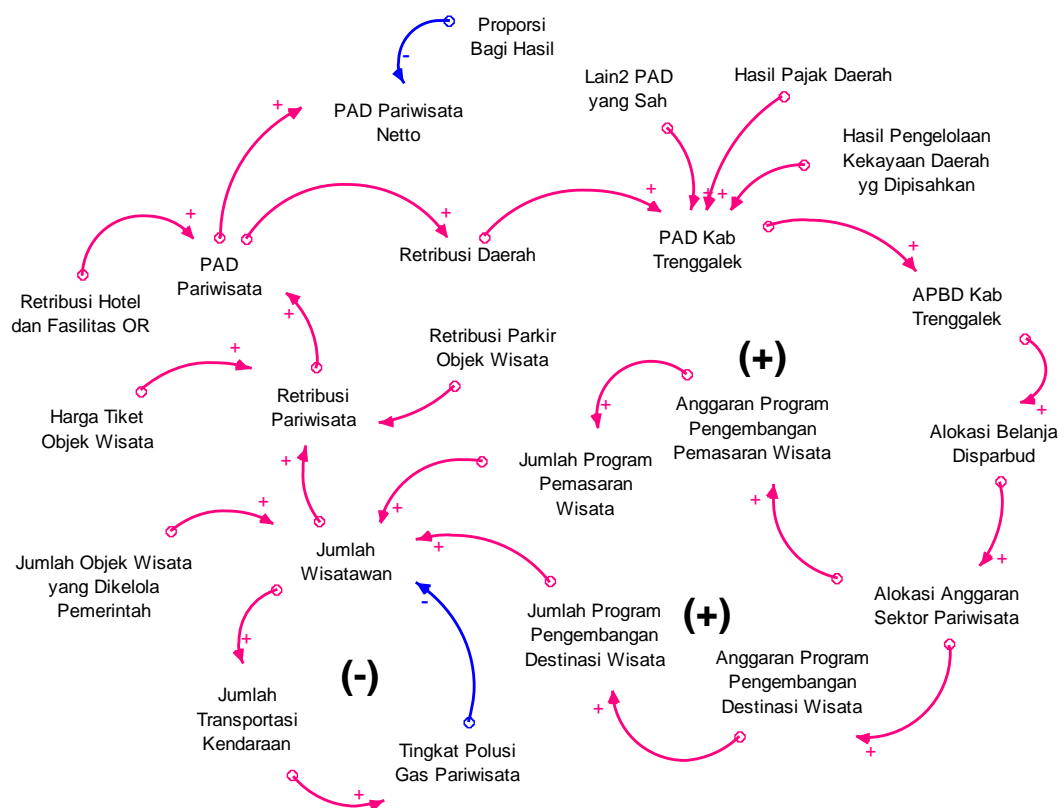 Proporsi
Bagi Hasil
-
+
PAD Pariwisata
Netto
Lain2 PAD
yang Sah
Hasil Pajak Daerah
Hasil Pengelolaan
Kekayaan Daerah
yg Dipisahkan
+
+
+
+
+
PAD
Pariwisata
Retribusi Daerah
PAD Kab
Trenggalek
+
Retribusi Hotel
dan Fasilitas OR
APBD Kab
Trenggalek
+
Retribusi Parkir
Objek Wisata
+
(+)
+
Harga Tiket
Objek Wisata
Retribusi
Pariwisata
+
Anggaran Program
Pengembangan
Pemasaran Wisata
+
Alokasi Belanja
Disparbud
+
Jumlah Program
Pemasaran
Wisata
+
+
+
Jumlah Objek Wisata
yang Dikelola
Pemerintah
Jumlah
Wisatawan
+
+
-
Jumlah Program
Pengembangan
Destinasi Wisata
(+)
Alokasi Anggaran
Sektor Pariwisata
+
(-)
Anggaran Program
Pengembangan
Destinasi Wisata
Jumlah
Transportasi
Kendaraan
+
+
Tingkat Polusi
Gas Pariwisata
+